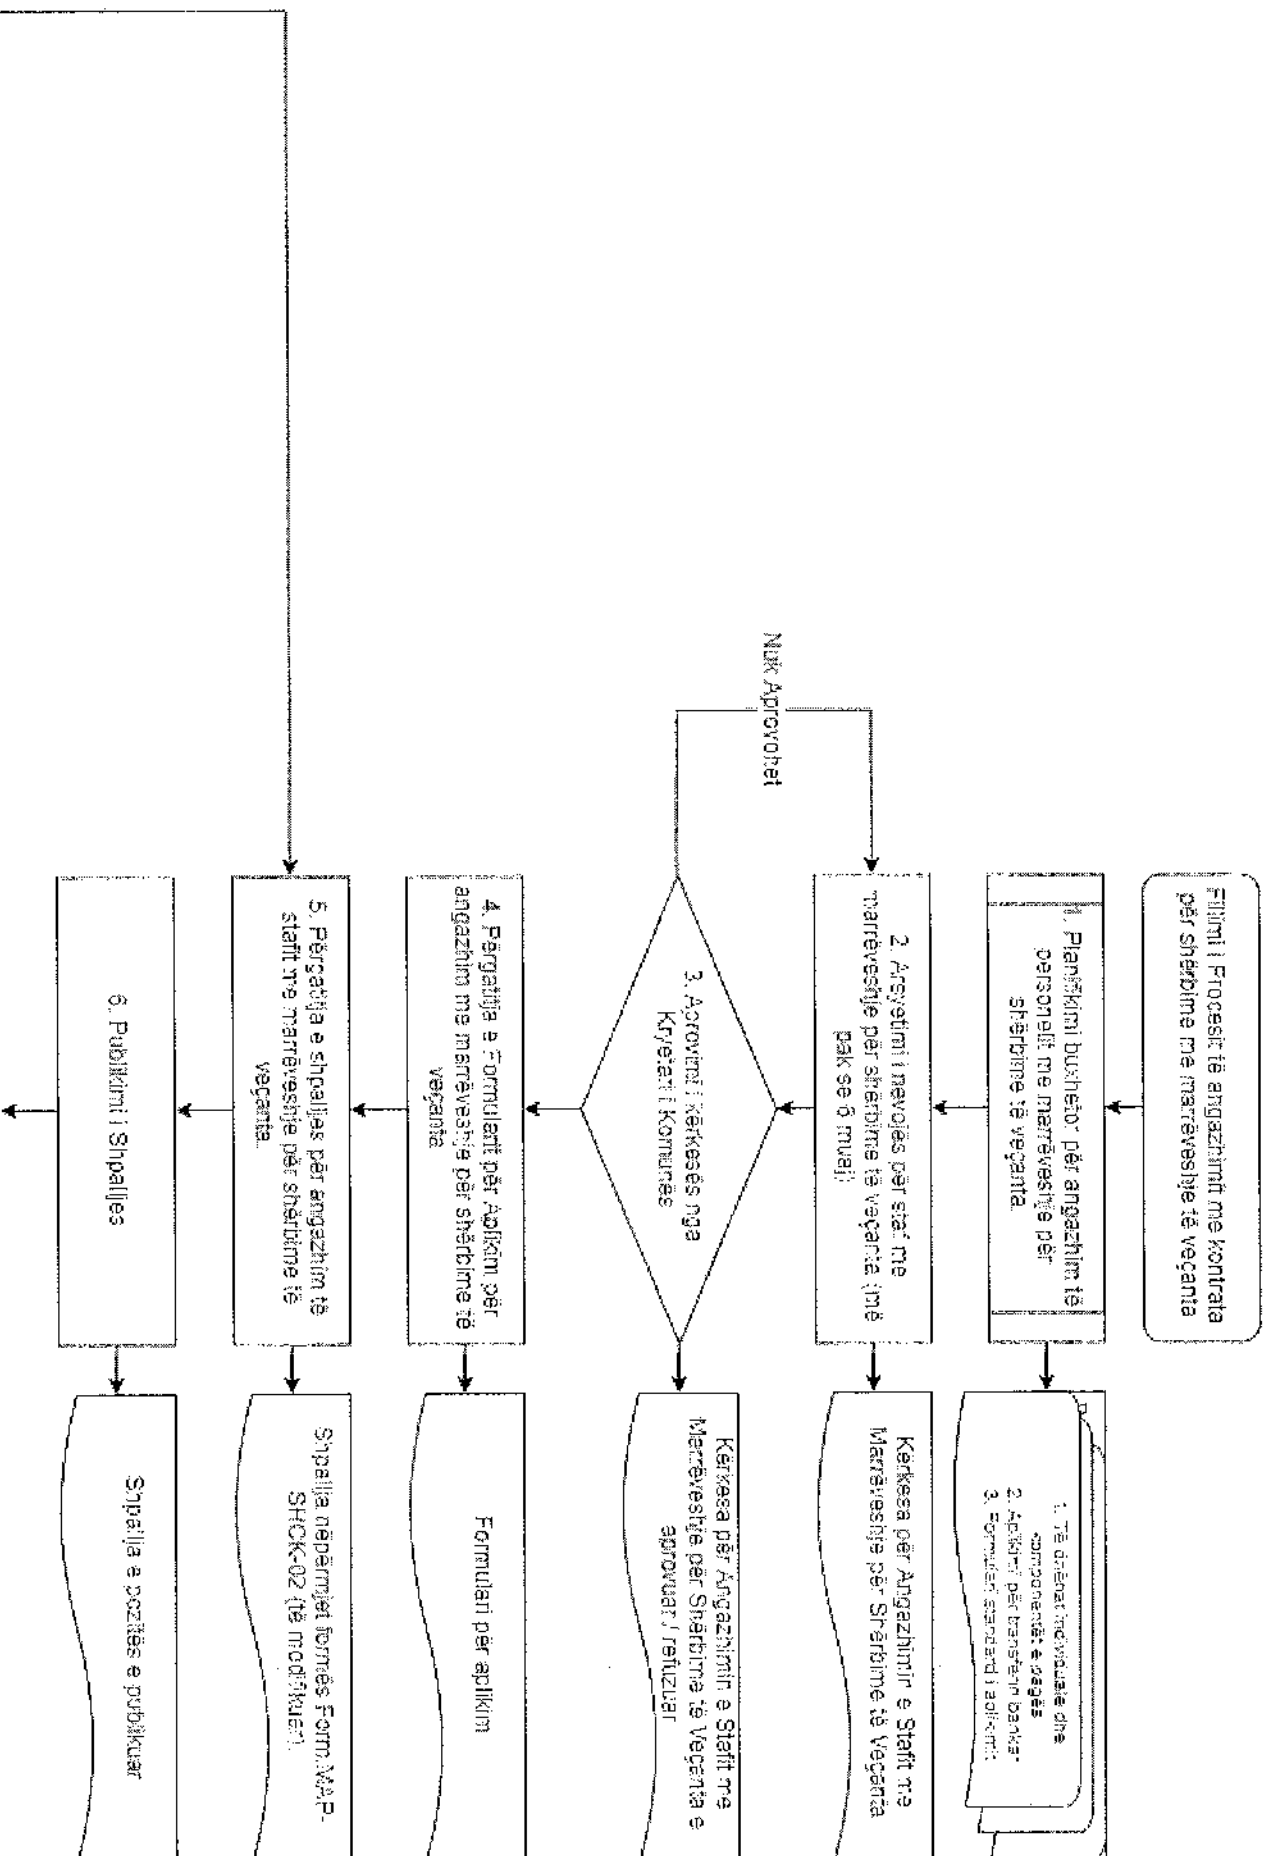 Fillimi i Procesit të angazhimit me kontrata
për shërbime me marrëveshje të veçanta
1. Planifikimi buxhetor për angazhim të
personelit me marrëveshje për
shërbime të veçanta.
1. Të dhënat individuale dhe
komponentët e pagës
2. Aplikimi për transferin bankar
3. Formulari standard i aplikimit
2. Arsyetimi i nevojës për staf me
marrëveshje për shërbime të veçanta (më
pak se 6 muaj)
Kërkesa për Angazhimin e Stafit me
Marrëveshje për Shërbime të Veçanta
Nuk Aprovohet
3. Aprovimi i kërkesës nga
Kryetari i Komunës
Kërkesa për Angazhimin e Stafit me
Marrëveshje për Shërbime të Veçanta e
aprovuar / refuzuar
4. Përgatitja e Formularit për Aplikim, për
angazhim me marrëveshje për shërbime të
veçanta
Formulari për aplikim
5. Përgatitja e shpalljes për angazhim të
stafit me marrëveshje për shërbime të
veçanta.
Shpallja nëpërmjet formës Form.MAP-
SHCK-02 (të modifikuar).
6. Publikimi i Shpalljes
Shpallja e pozitës e publikuar